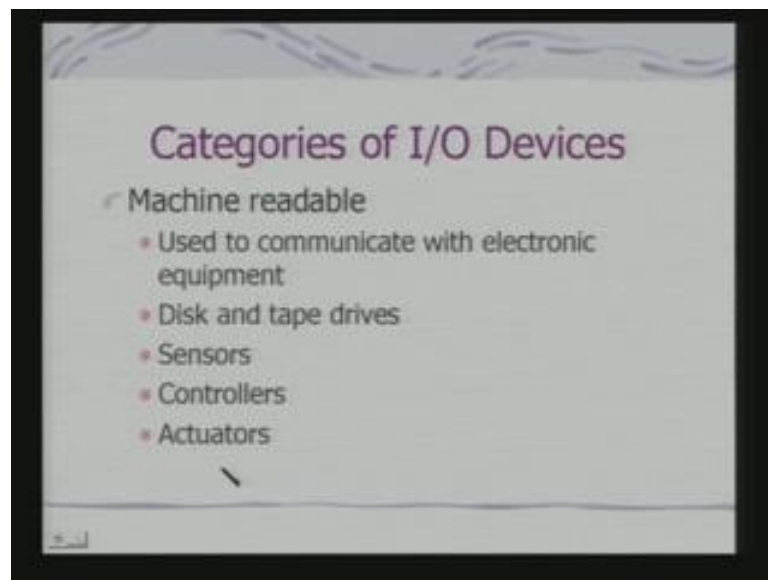 Categories of I/O Devices
Machine readable
Used to communicate with electronic
equipment
Disk and tape drives
Sensors
Controllers
Actuators